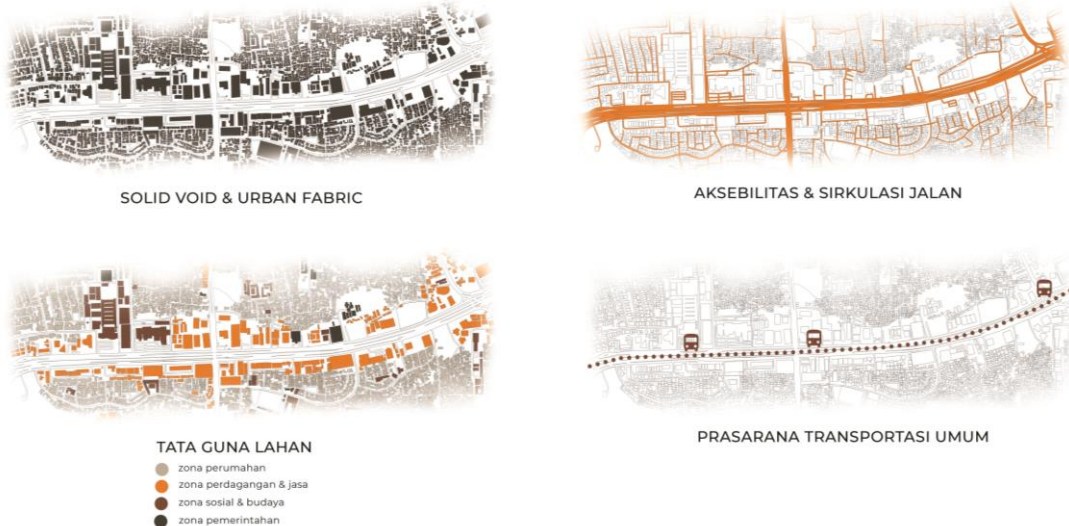 SOLID VOID & URBAN FABRIC
AKSEBILITAS & SIRKULASI JALAN
TATA GUNA LAHAN
zona perumahan
zona perdagangan & jasa
zona sosial & budaya
zona pemerintahan
PRASARANA TRANSPORTASI UMUM